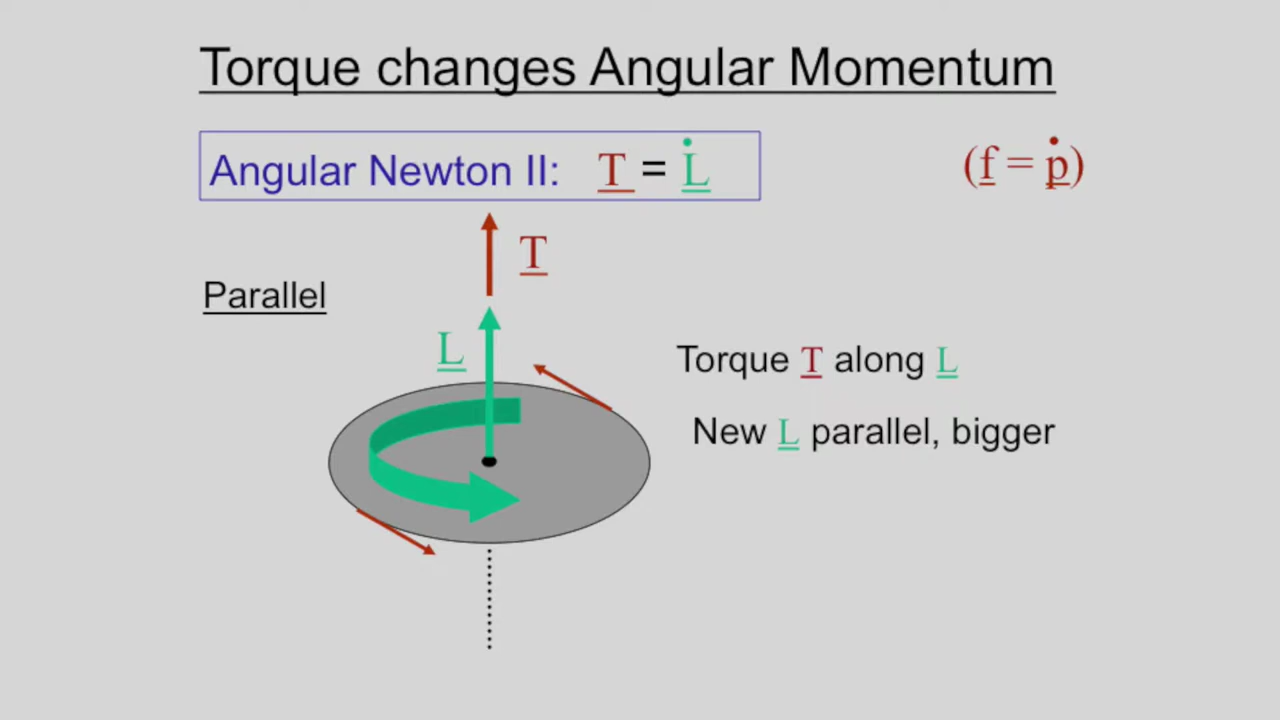 Torque changes Angular Momentum
Angular Newton II: T = L̇
(f = ṗ)
T
Parallel
L
Torque T along L
New L parallel, bigger